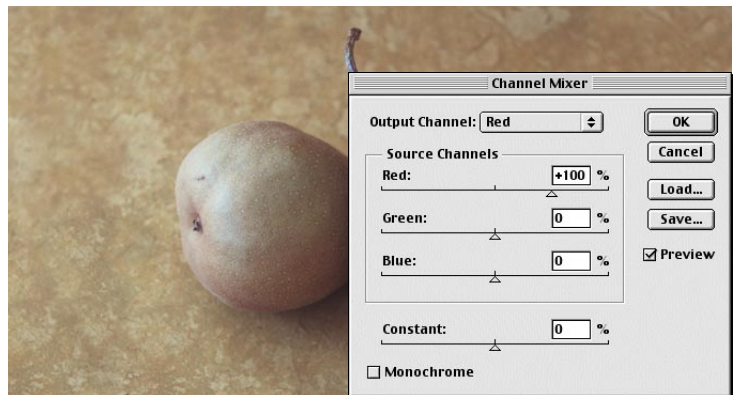 Channel Mixer
Output Channel: Red
OK
Cancel
Load...
Save...
Preview
Source Channels
Red: +100 %
Green: 0 %
Blue: 0 %
Constant: 0 %
Monochrome